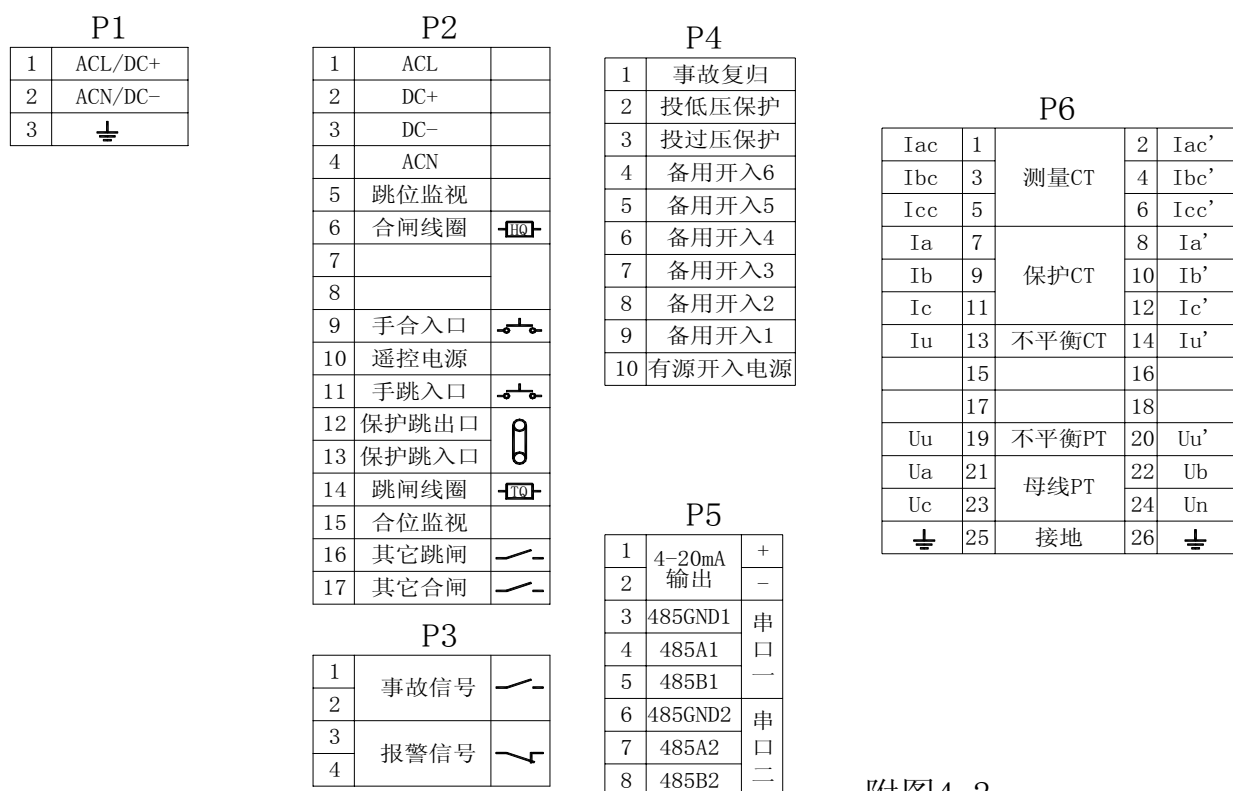 P1
1 ACL/DC+
2 ACN/DC-
3
P2
1 ACL
2 DC+
3 DC-
4 ACN
5 跳位监视
6 合闸线圈 HQ
7
8
9 手合入口
10 遥控电源
11 手跳入口
12 保护跳出口
13 保护跳入口
14 跳闸线圈 TQ
15 合位监视
16 其它跳闸
17 其它合闸
P3
1
事故信号
2
3
报警信号
4
P4
1 事故复归
2 投低压保护
3 投过压保护
4 备用开入6
5 备用开入5
6 备用开入4
7 备用开入3
8 备用开入2
9 备用开入1
10 有源开入电源
P5
1 4-20mA +
2 输出 -
3 485GND1 串
4 485A1 口
5 485B1 一
6 485GND2 串
7 485A2 口
8 485B2 二
P6
Iac 1 2 Iac’
Ibc 3 测量CT 4 Ibc’
Icc 5 6 Icc’
Ia 7 8 Ia’
Ib 9 保护CT 10 Ib’
Ic 11 12 Ic’
Iu 13 不平衡CT 14 Iu’
15 16
17 18
Uu 19 不平衡PT 20 Uu’
Ua 21 22 Ub
母线PT
Uc 23 24 Un
25 接地 26